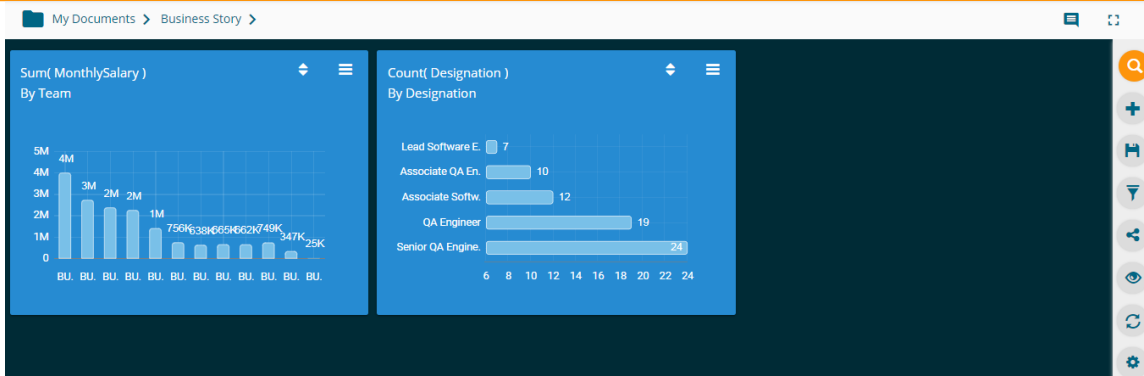 My Documents > Business Story >
Sum( MonthlySalary )
By Team
5M
4M
3M
2M
1M
0
4M
3M
2M
2M
1M
756K
638K
665K
662K
749K
347K
25K
BU. BU. BU. BU. BU. BU. BU. BU. BU. BU. BU. BU.
Count( Designation )
By Designation
Lead Software E. 7
Associate QA En. 10
Associate Softw. 12
QA Engineer 19
Senior QA Engine. 24
6 8 10 12 14 16 18 20 22 24